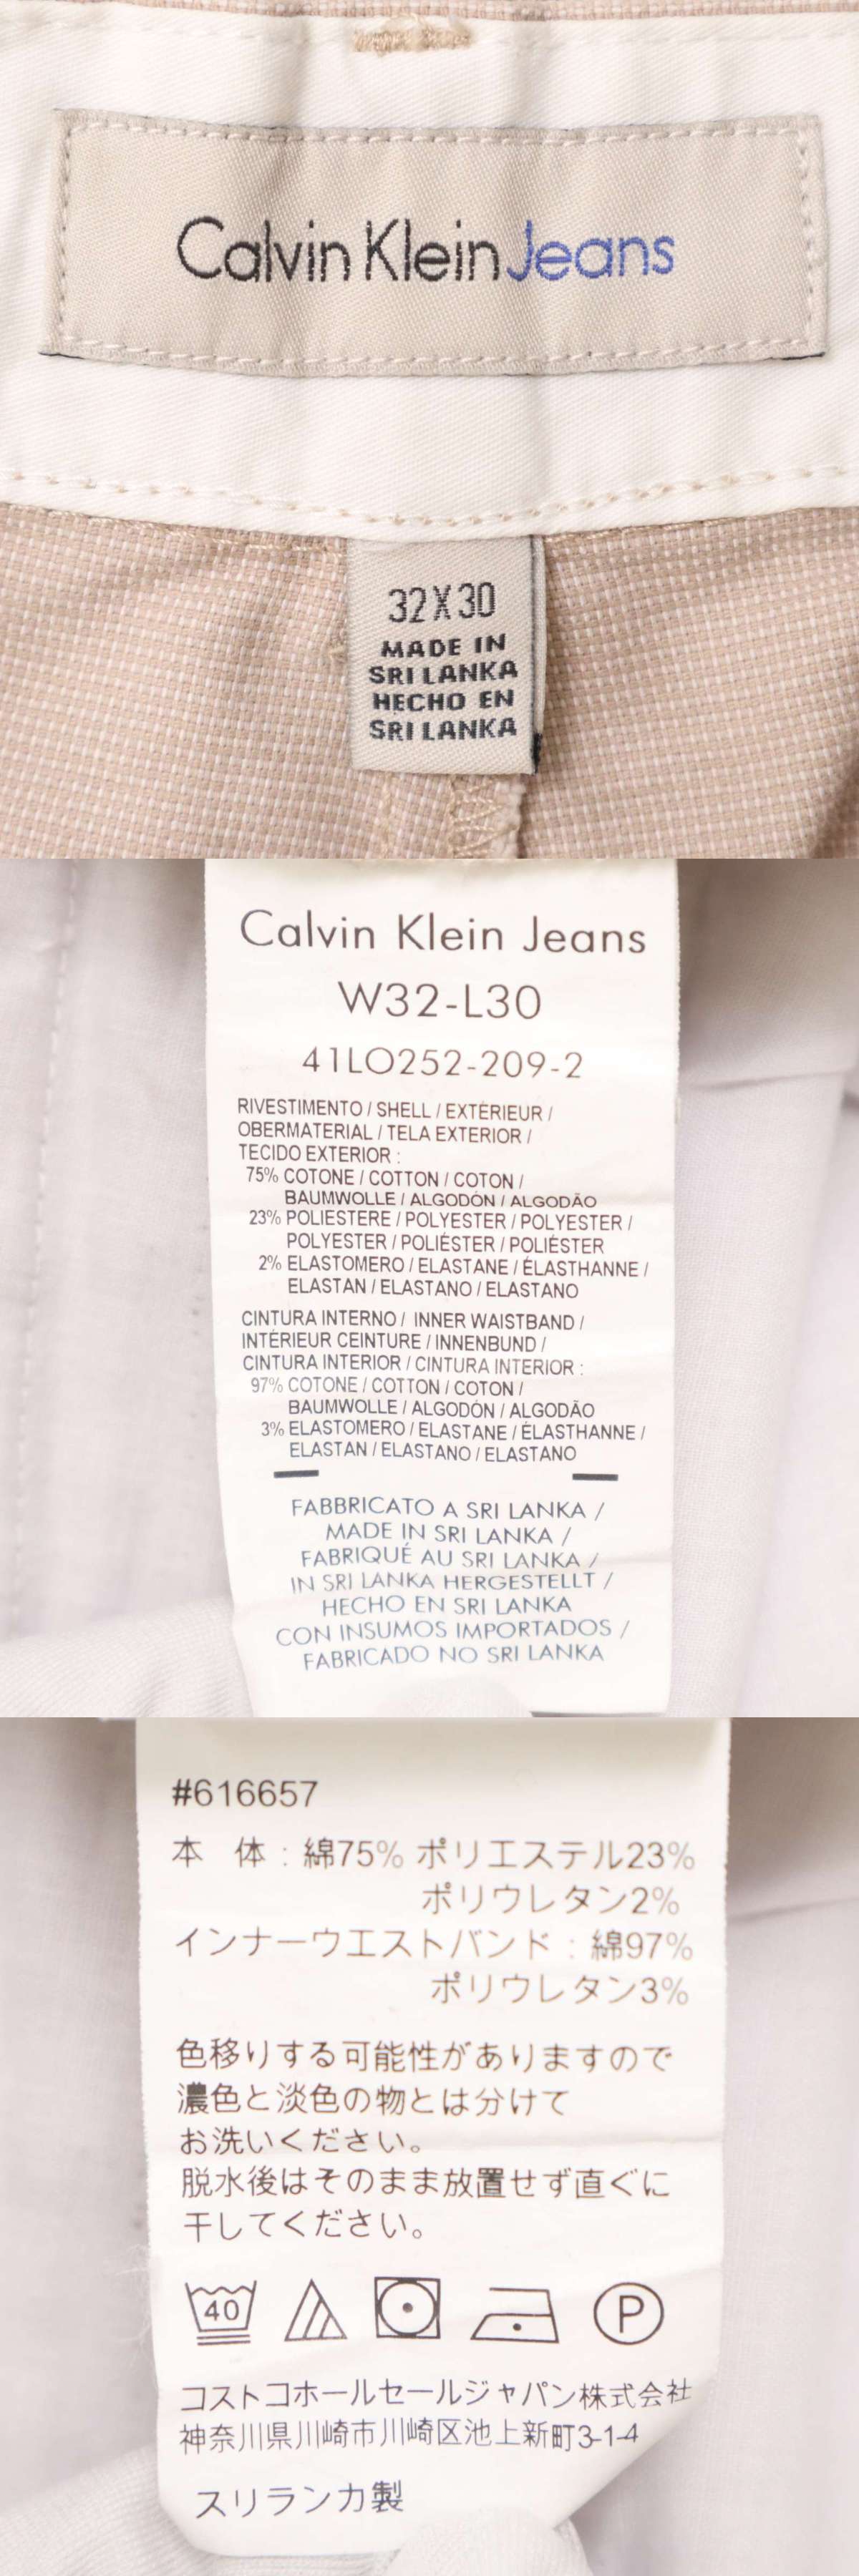 Calvin Klein Jeans
32X30
MADE IN
SRI LANKA
HECHO EN
SRI LANKA
Calvin Klein Jeans
W32-L30
41LO252-209-2
RIVESTIMENTO / SHELL / EXTÉRIEUR /
OBERMATERIAL / TELA EXTERIOR /
TECIDO EXTERIOR :
75% COTONE / COTTON / COTON /
BAUMWOLLE / ALGODÓN / ALGODÃO
23% POLIESTERE / POLYESTER / POLYESTER /
POLYESTER / POLIÉSTER / POLIÉSTER
2% ELASTOMERO / ELASTANE / ÉLASTHANNE /
ELASTAN / ELASTANO / ELASTANO
CINTURA INTERNO / INNER WAISTBAND /
INTÉRIEUR CEINTURE / INNENBUND /
CINTURA INTERIOR / CINTURA INTERIOR :
97% COTONE / COTTON / COTON /
BAUMWOLLE / ALGODÓN / ALGODÃO
3% ELASTOMERO / ELASTANE / ÉLASTHANNE /
ELASTAN / ELASTANO / ELASTANO
FABBRICATO A SRI LANKA /
MADE IN SRI LANKA /
FABRIQUÉ AU SRI LANKA /
IN SRI LANKA HERGESTELLT /
HECHO EN SRI LANKA
CON INSUMOS IMPORTADOS /
FABRICADO NO SRI LANKA
#616657
本 体 : 綿75% ポリエステル23%
ポリウレタン2%
インナーウエストバンド : 綿97%
ポリウレタン3%
色移りする可能性がありますので
濃色と淡色の物とは分けて
お洗いください。
脱水後はそのまま放置せず直ぐに
干してください。
40 P
コストコホールセールジャパン株式会社
神奈川県川崎市川崎区池上新町3-1-4
スリランカ製